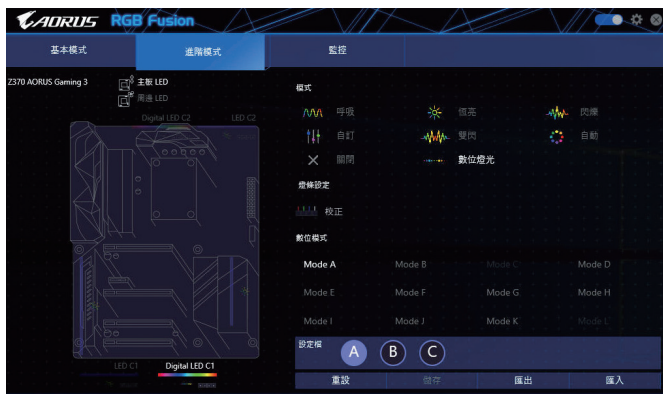 AORUS RGB Fusion
基本模式 進階模式 監控
Z370 AORUS Gaming 3
主板 LED
周邊 LED
Digital LED C2 LED C2
LED C1 Digital LED C1
模式
呼吸 恒亮 閃爍
自訂 雙閃 自動
關閉 數位燈光
燈條設定
校正
數位模式
Mode A Mode B Mode C Mode D
Mode E Mode F Mode G Mode H
Mode I Mode J Mode K Mode L
設定檔 A B C
重設 儲存 匯出 匯入